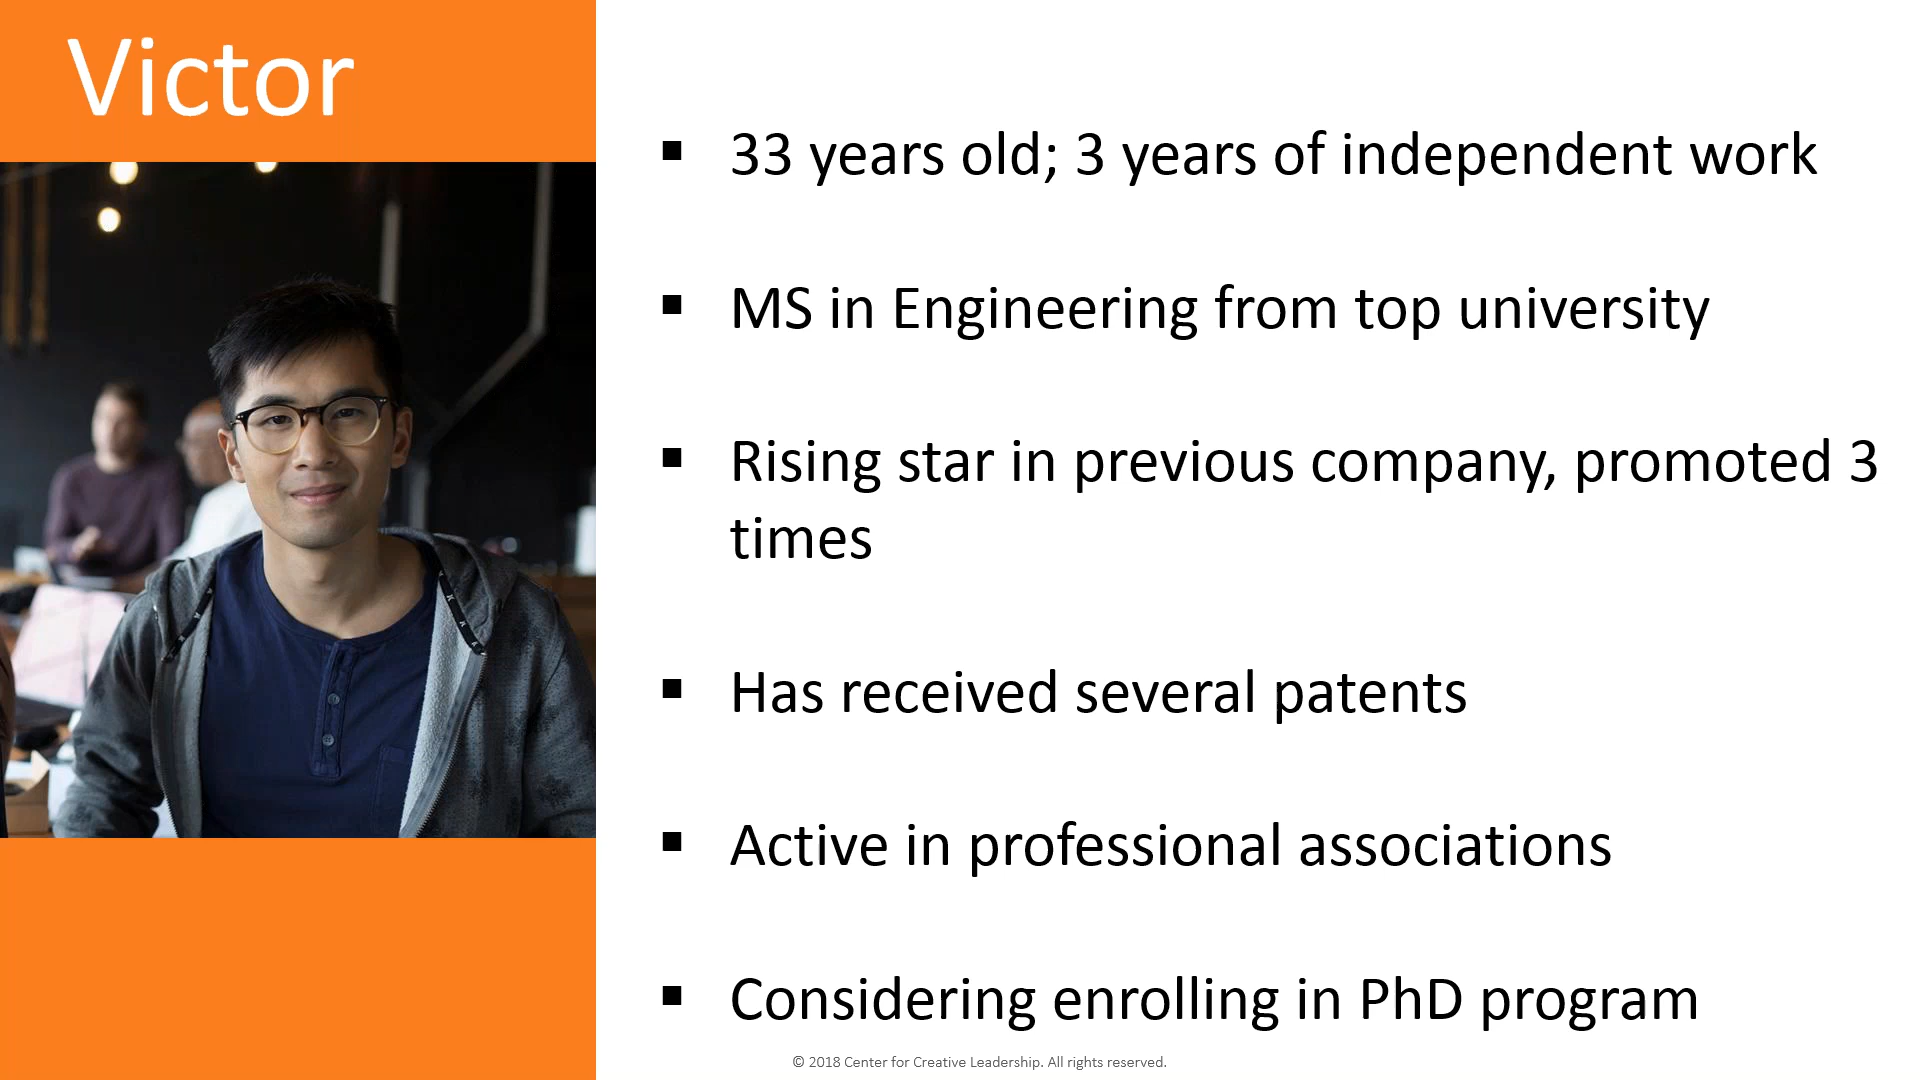 Victor
▪ 33 years old; 3 years of independent work
▪ MS in Engineering from top university
▪ Rising star in previous company, promoted 3
times
▪ Has received several patents
▪ Active in professional associations
▪ Considering enrolling in PhD program
© 2018 Center for Creative Leadership. All rights reserved.